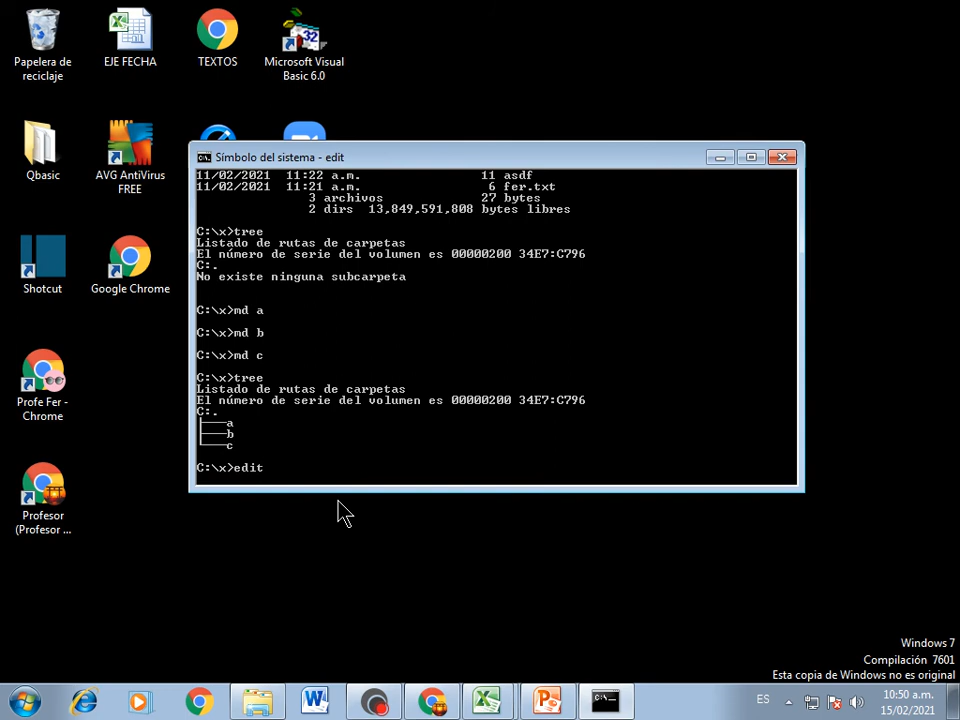 Papelera de
reciclaje
EJE FECHA
TEXTOS
Microsoft Visual
Basic 6.0
Qbasic
AVG AntiVirus
FREE
Shotcut
Google Chrome
Profe Fer -
Chrome
Profesor
(Profesor ...
Símbolo del sistema - edit
11/02/2021  11:22 a.m.                11 asdf
11/02/2021  11:21 a.m.                 6 fer.txt
3 archivos             27 bytes
2 dirs  13,849,591,808 bytes libres
C:\x>tree
Listado de rutas de carpetas
El número de serie del volumen es 00000200 34E7:C796
C:.
No existe ninguna subcarpeta
C:\x>md a
C:\x>md b
C:\x>md c
C:\x>tree
Listado de rutas de carpetas
El número de serie del volumen es 00000200 34E7:C796
C:.
├───a
├───b
└───c
C:\x>edit
Windows 7
Compilación 7601
Esta copia de Windows no es original
ES
10:50 a.m.
15/02/2021